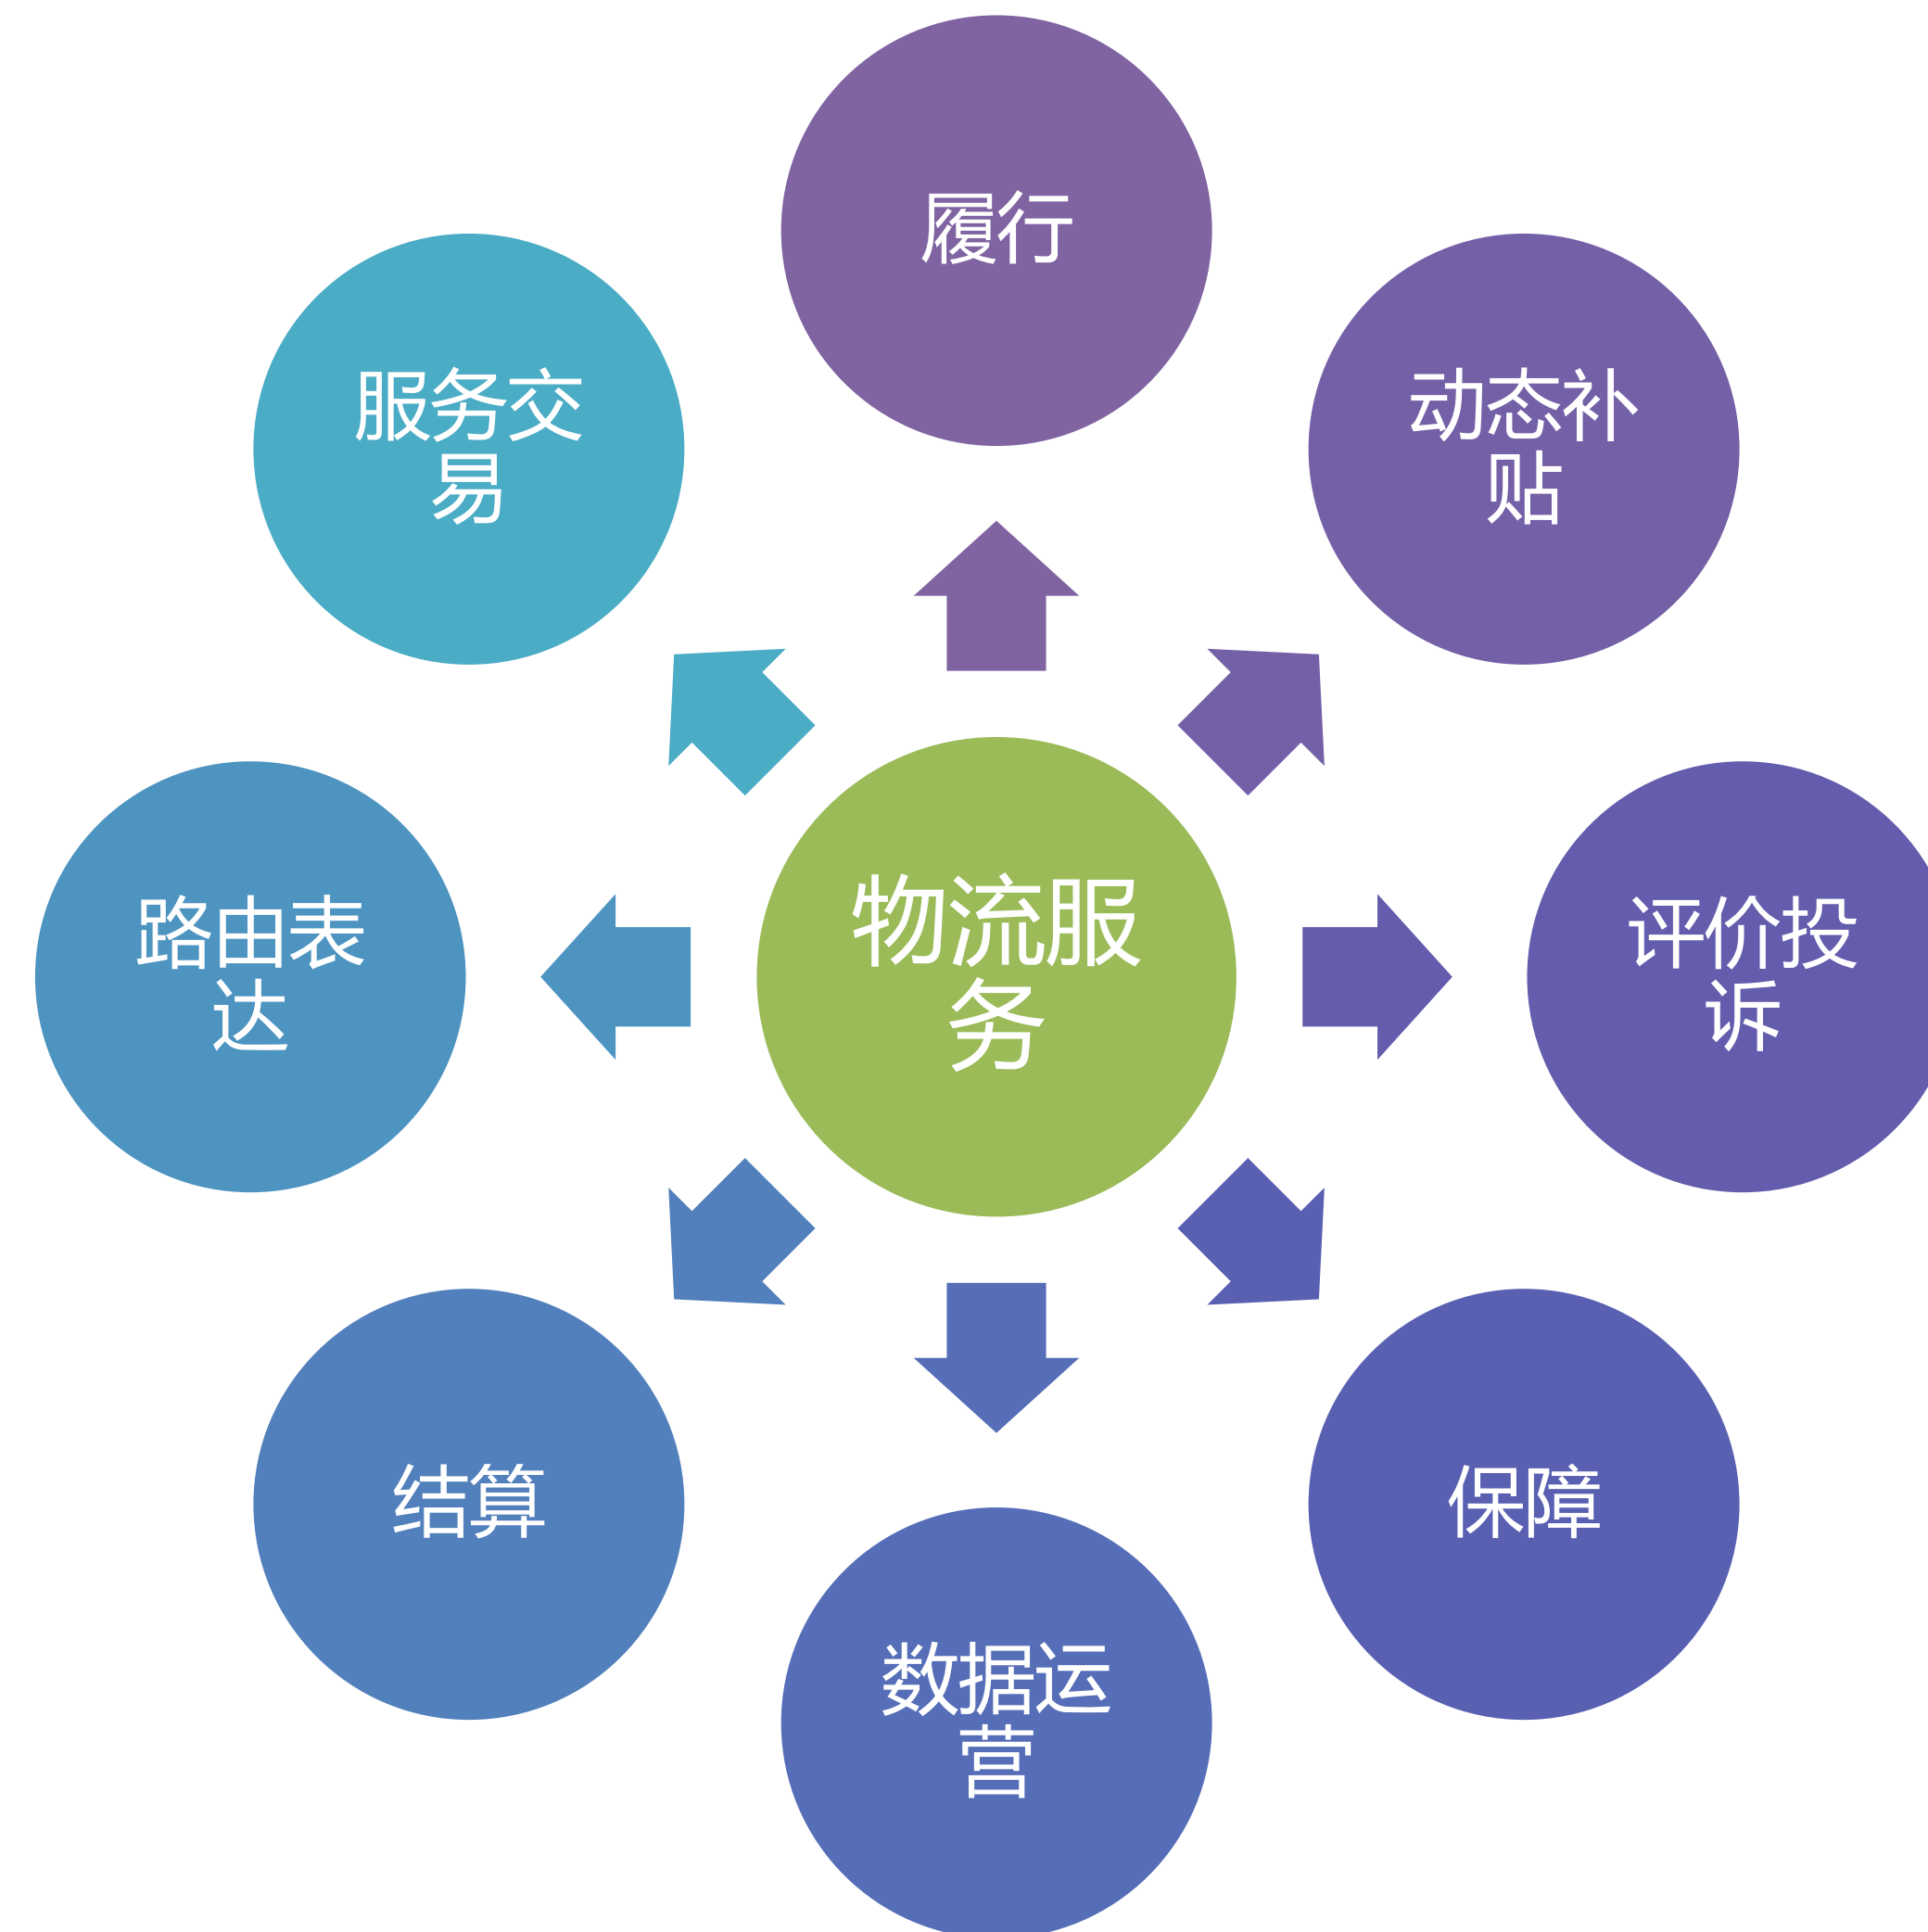 履行
服务交
易
动态补
贴
物流服
务
路由表
达
评价投
诉
结算
保障
数据运
营